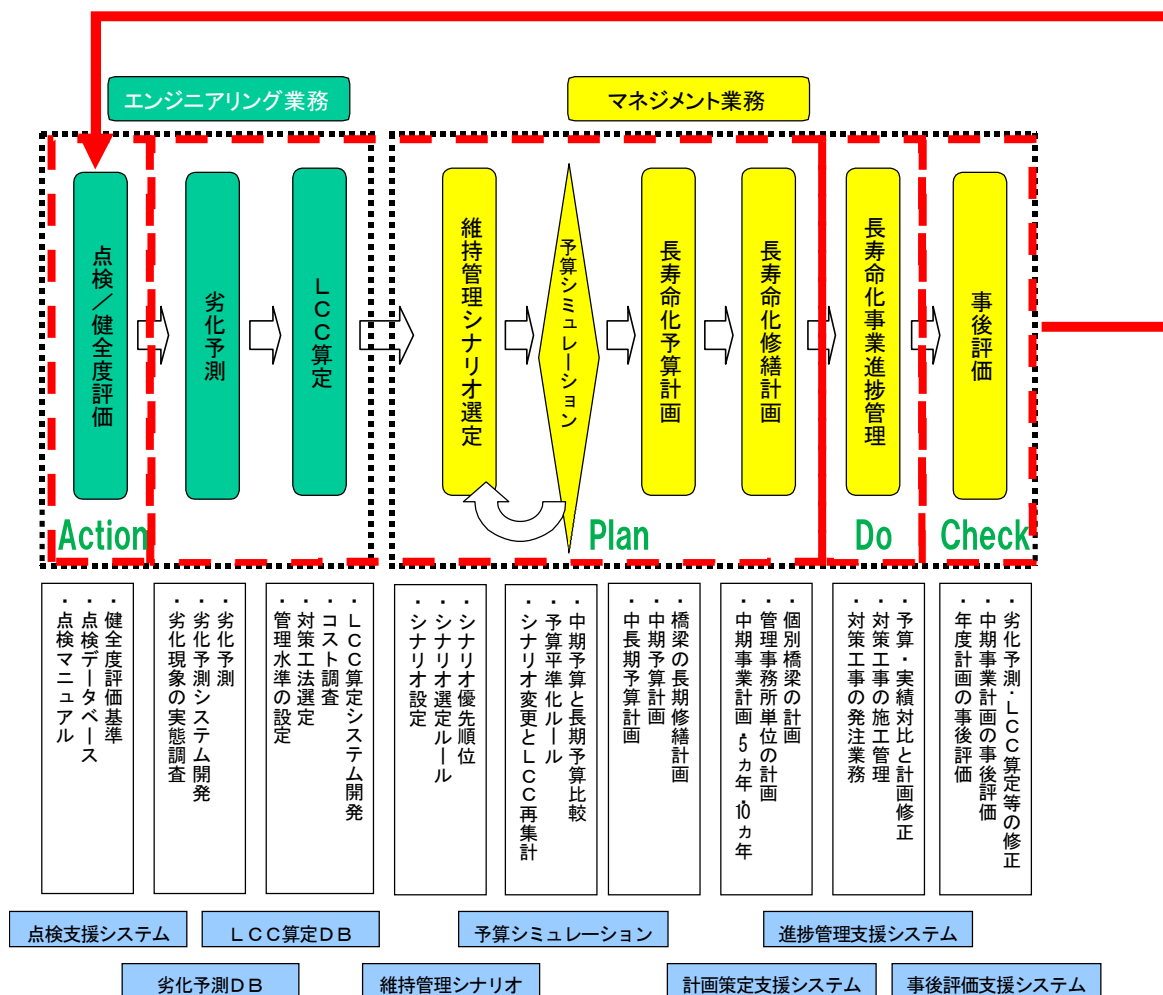 エンジニアリング業務
マネジメント業務
点検／健全度評価
劣化予測
ＬＣＣ算定
維持管理シナリオ選定
予算シミュレーション
長寿命化予算計画
長寿命化修繕計画
長寿命化事業進捗管理
事後評価
Action
Plan
Do
Check
・健全度評価基準
・点検データベース
・点検マニュアル
・劣化予測
・劣化予測システム開発
・劣化現象の実態調査
・ＬＣＣ算定システム開発
・コスト調査
・対策工法選定
・管理水準の設定
・シナリオ優先順位
・シナリオ選定ルール
・シナリオ設定
・中期予算と長期予算比較
・予算平準化ルール
・シナリオ変更とＬＣＣ再集計
・橋梁の長期修繕計画
・中期予算計画
・中長期予算計画
・個別橋梁の計画
・管理事務所単位の計画
・中期事業計画・5ヵ年・10ヵ年
・予算・実績対比と計画修正
・対策工事の施工管理
・対策工事の発注業務
・劣化予測・ＬＣＣ算定等の修正
・中期事業計画の事後評価
・年度計画の事後評価
点検支援システム
ＬＣＣ算定ＤＢ
予算シミュレーション
進捗管理支援システム
劣化予測ＤＢ
維持管理シナリオ
計画策定支援システム
事後評価支援システム